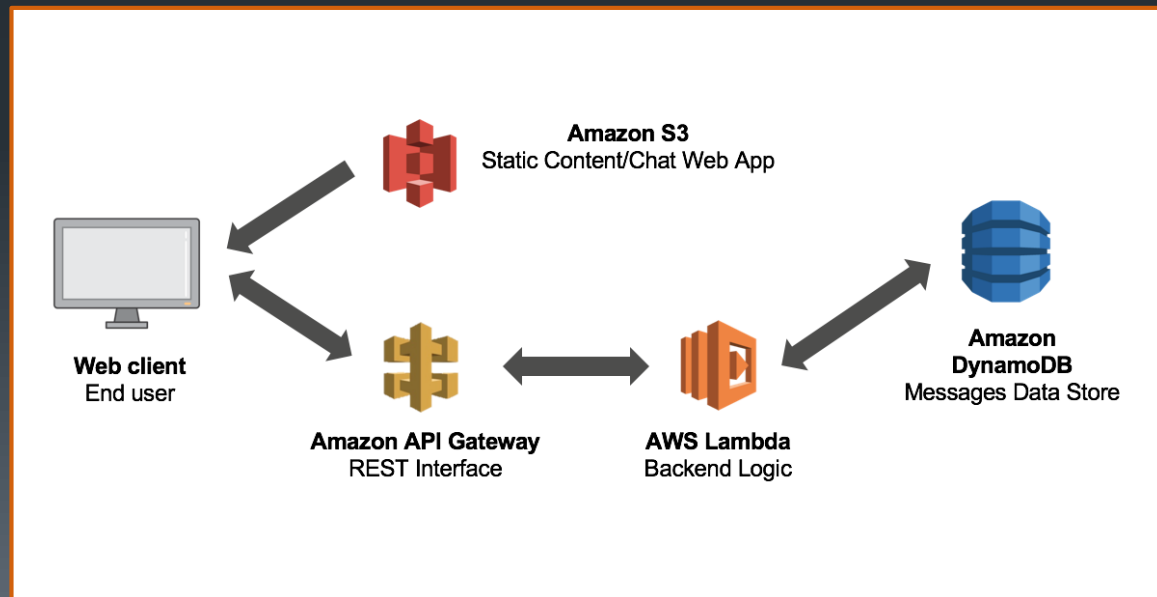 Amazon S3
Static Content/Chat Web App
Web client
End user
Amazon API Gateway
REST Interface
AWS Lambda
Backend Logic
Amazon
DynamoDB
Messages Data Store